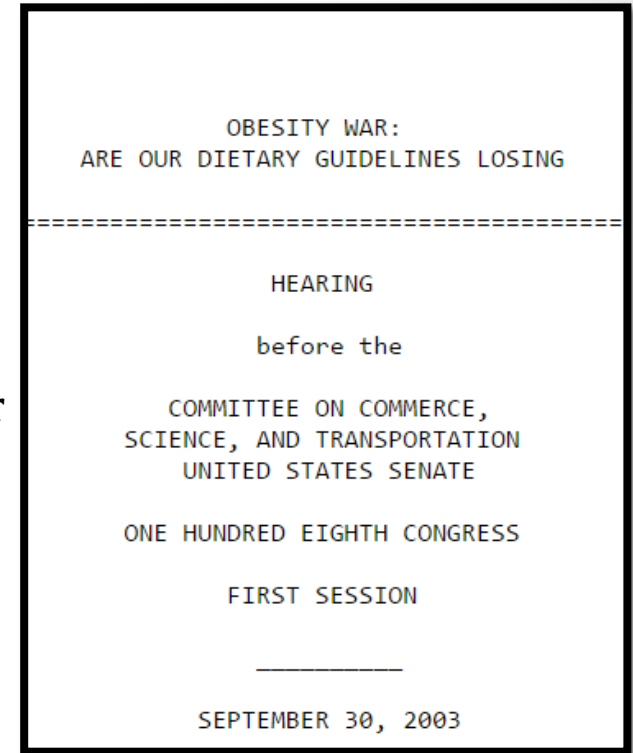 OBESITY WAR:
ARE OUR DIETARY GUIDELINES LOSING
=========================================
HEARING
before the
r
COMMITTEE ON COMMERCE,
SCIENCE, AND TRANSPORTATION
UNITED STATES SENATE
ONE HUNDRED EIGHTH CONGRESS
FIRST SESSION
__________
SEPTEMBER 30, 2003